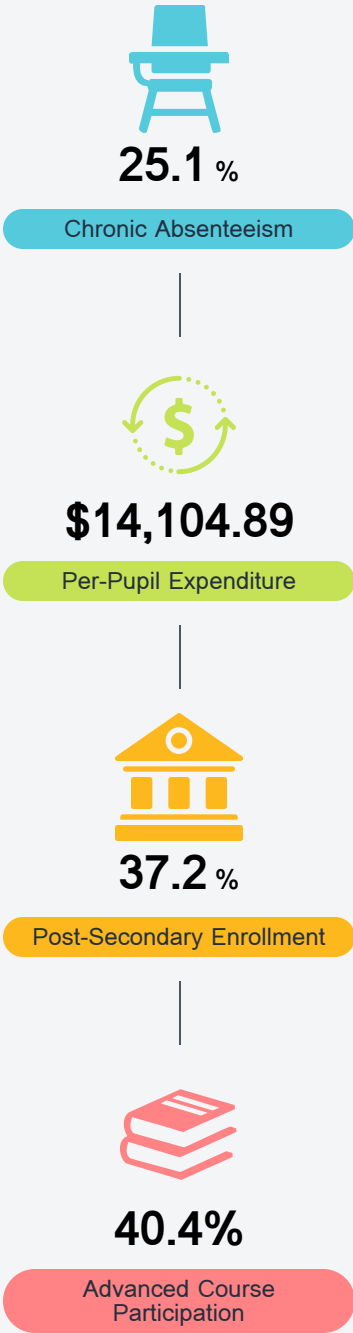 25.1 %
Chronic Absenteeism
$
$14,104.89
Per-Pupil Expenditure
37.2 %
Post-Secondary Enrollment
40.4%
Advanced Course
Participation